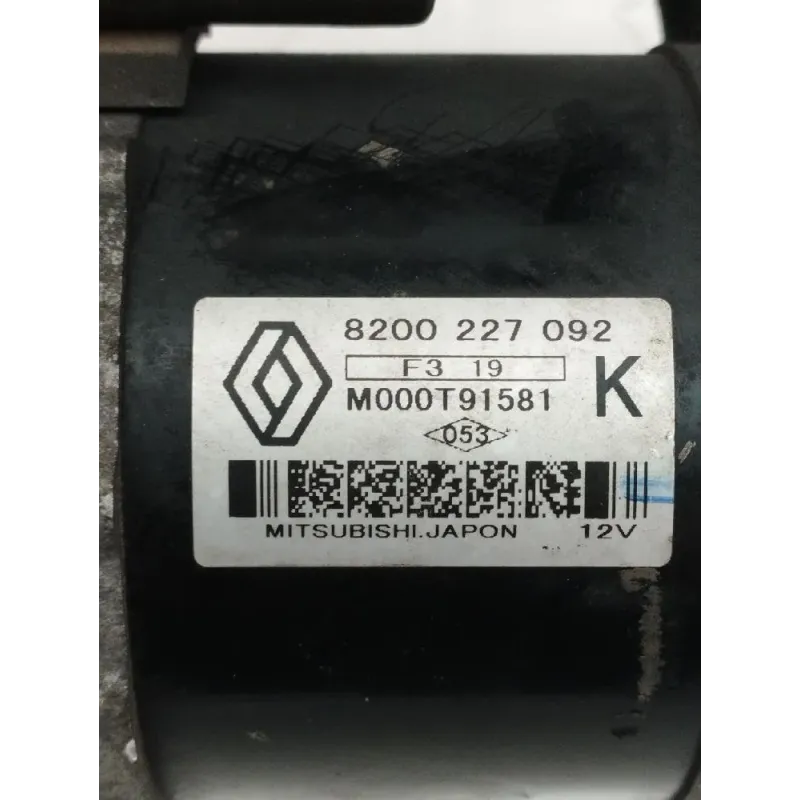 8200 227 092
F3 19
K
M000T91581
053
MITSUBISHI.JAPON 12V